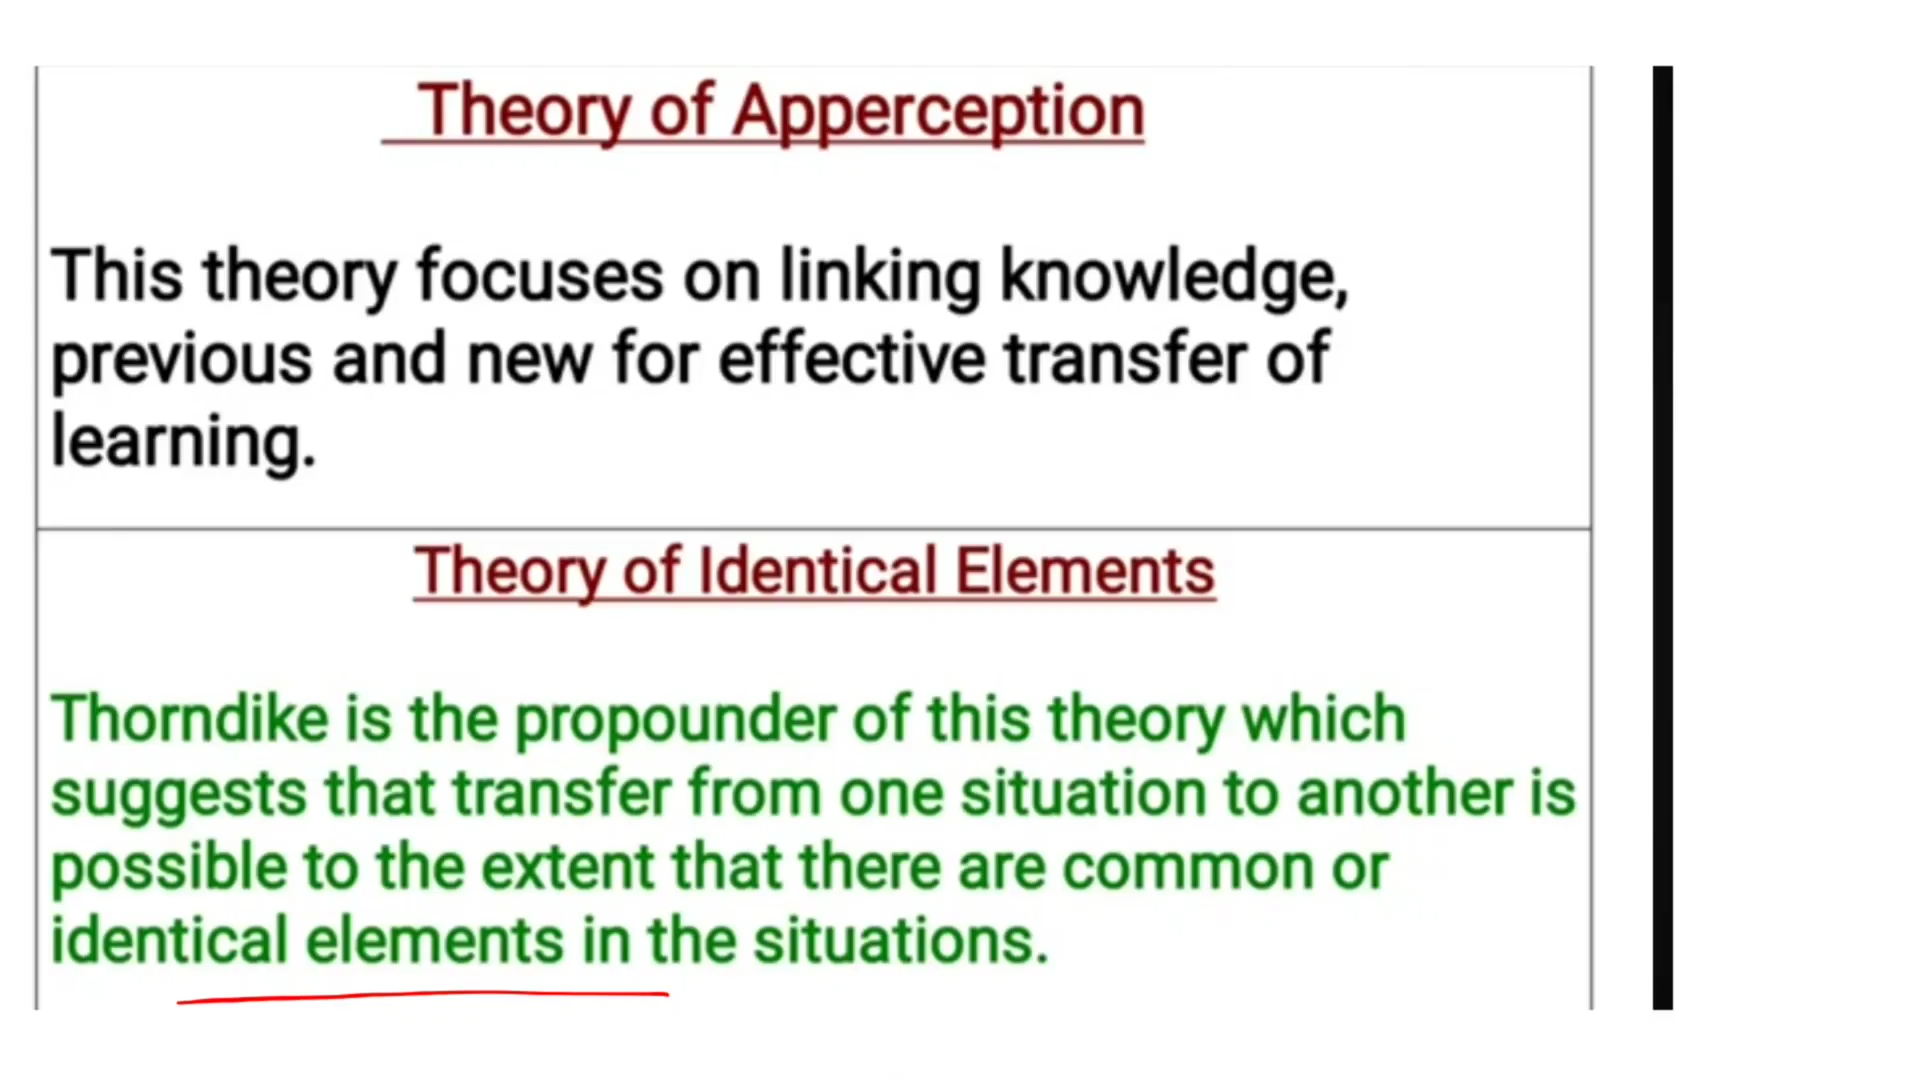 Theory of Apperception
This theory focuses on linking knowledge,
previous and new for effective transfer of
learning.
Theory of Identical Elements
Thorndike is the propounder of this theory which
suggests that transfer from one situation to another is
possible to the extent that there are common or
identical elements in the situations.